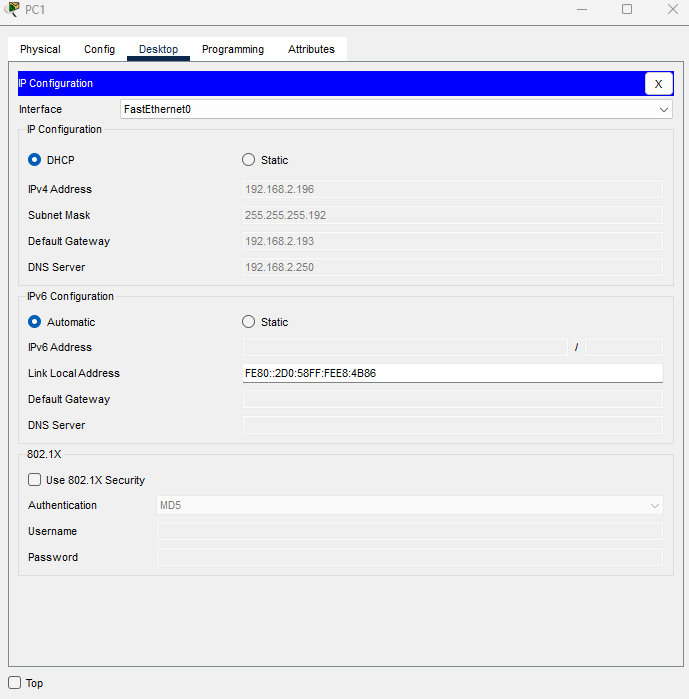 PC1
Physical Config Desktop Programming Attributes
IP Configuration X
Interface FastEthernet0
IP Configuration
DHCP Static
IPv4 Address 192.168.2.196
Subnet Mask 255.255.255.192
Default Gateway 192.168.2.193
DNS Server 192.168.2.250
IPv6 Configuration
Automatic Static
IPv6 Address /
Link Local Address FE80::2D0:58FF:FEE8:4B86
Default Gateway
DNS Server
802.1X
Use 802.1X Security
Authentication MD5
Username
Password
Top